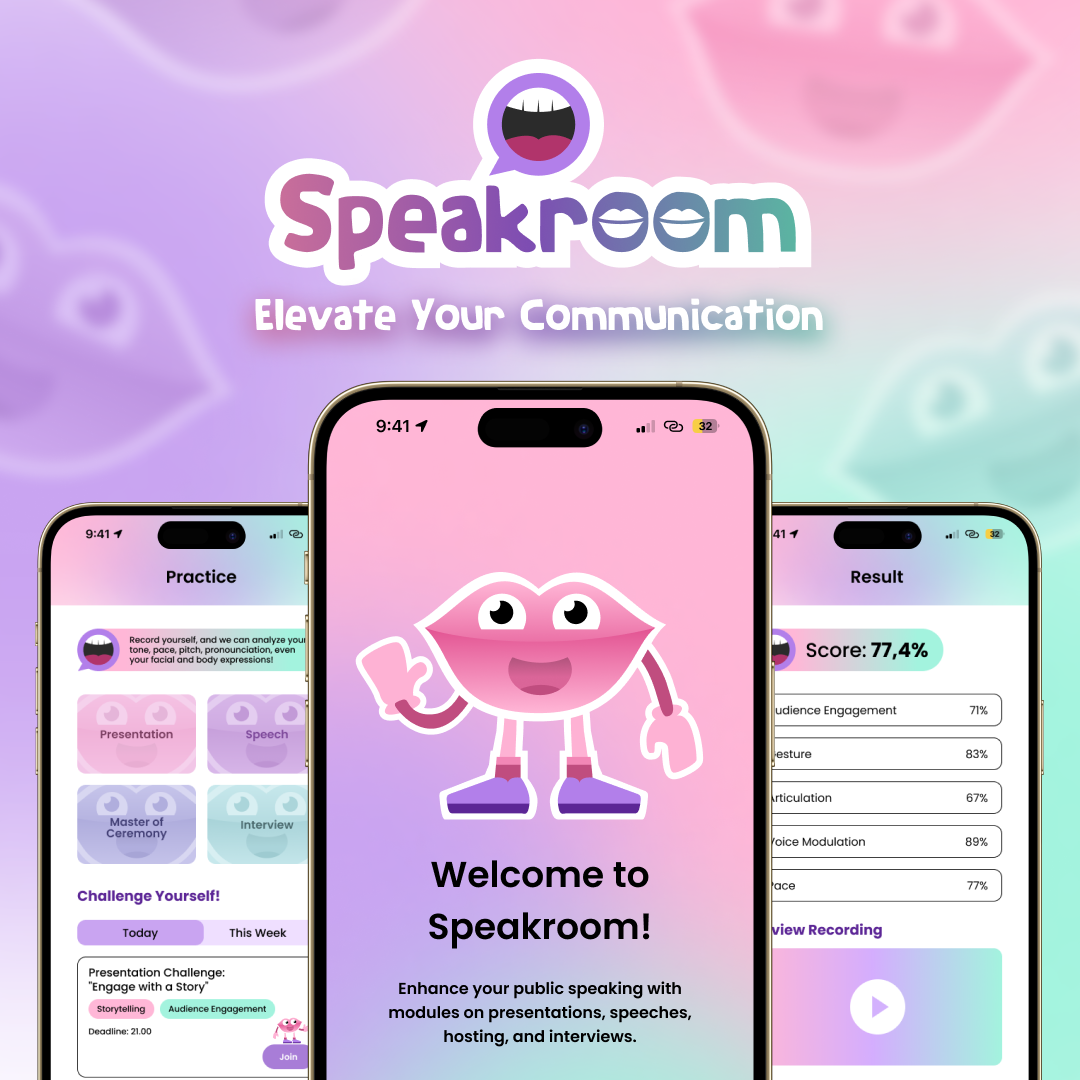 Speakroom
Elevate Your Communication
9:41
32
Welcome to
Speakroom!
Enhance your public speaking with
modules on presentations, speeches,
hosting, and interviews.
9:41
Practice
Record yourself, and we can analyze your
tone, pace, pitch, pronounciation, even
your facial and body expressions!
Presentation
Speech
Master of
Ceremony
Interview
Challenge Yourself!
Today
This Week
Presentation Challenge:
"Engage with a Story"
Storytelling
Audience Engagement
Deadline: 21.00
Join
41
32
Result
Score: 77,4%
udience Engagement 71%
esture 83%
Articulation 67%
Voice Modulation 89%
Pace 77%
view Recording